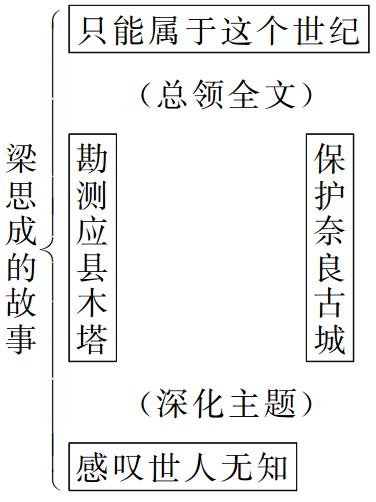 梁思成的故事
只能属于这个世纪
（总领全文）
勘测应县木塔
保护奈良古城
（深化主题）
感叹世人无知